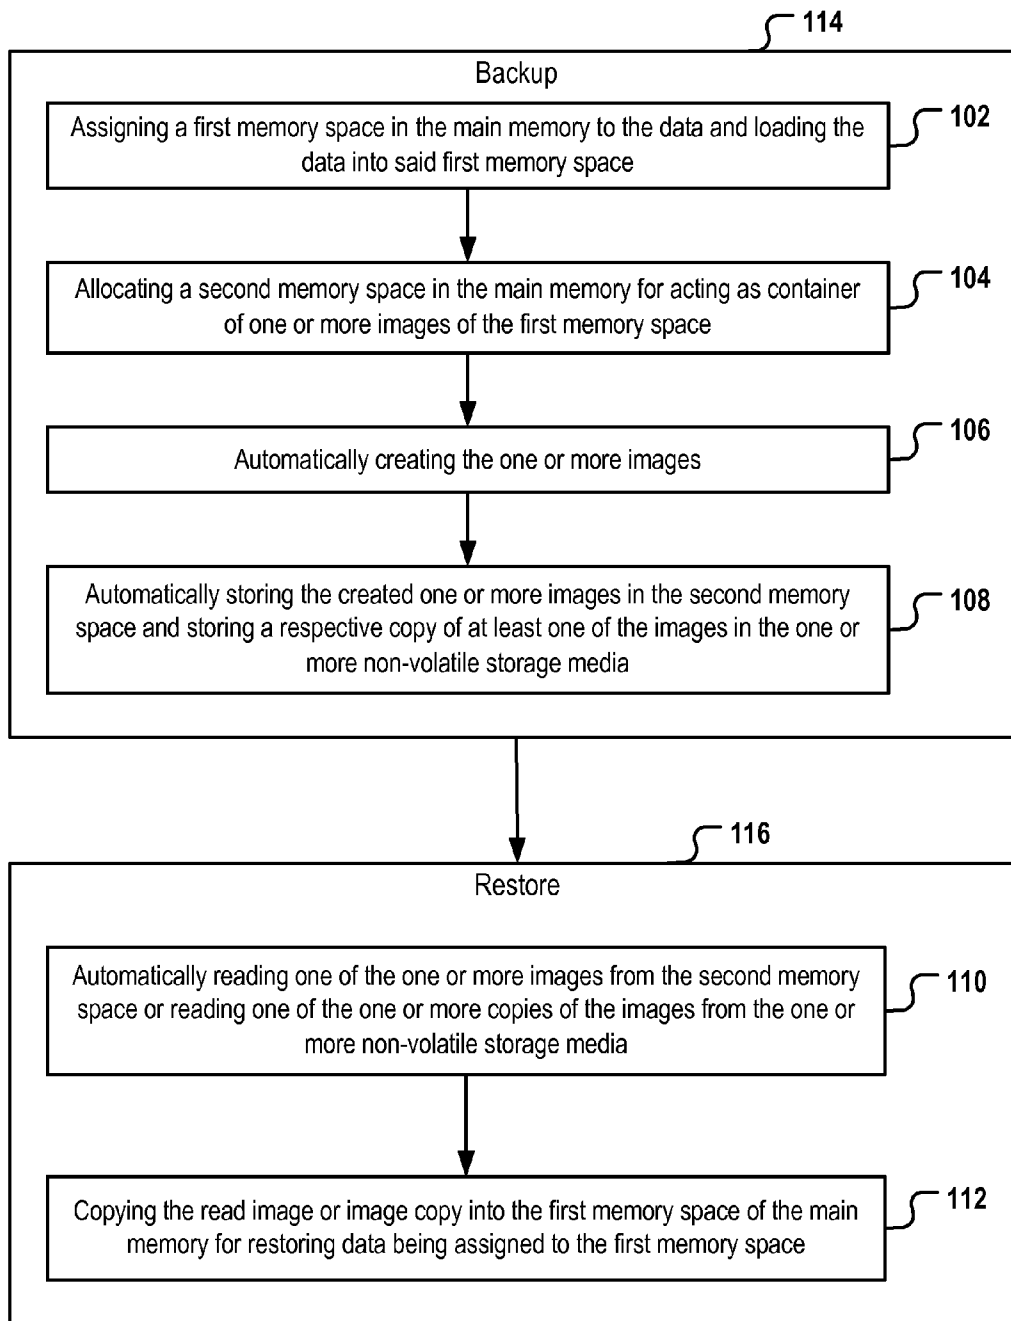 114
Backup
Assigning a first memory space in the main memory to the data and loading the
data into said first memory space
102
Allocating a second memory space in the main memory for acting as container
of one or more images of the first memory space
104
Automatically creating the one or more images
106
Automatically storing the created one or more images in the second memory
space and storing a respective copy of at least one of the images in the one or
more non-volatile storage media
108
116
Restore
Automatically reading one of the one or more images from the second memory
space or reading one of the one or more copies of the images from the one or
more non-volatile storage media
110
Copying the read image or image copy into the first memory space of the main
memory for restoring data being assigned to the first memory space
112